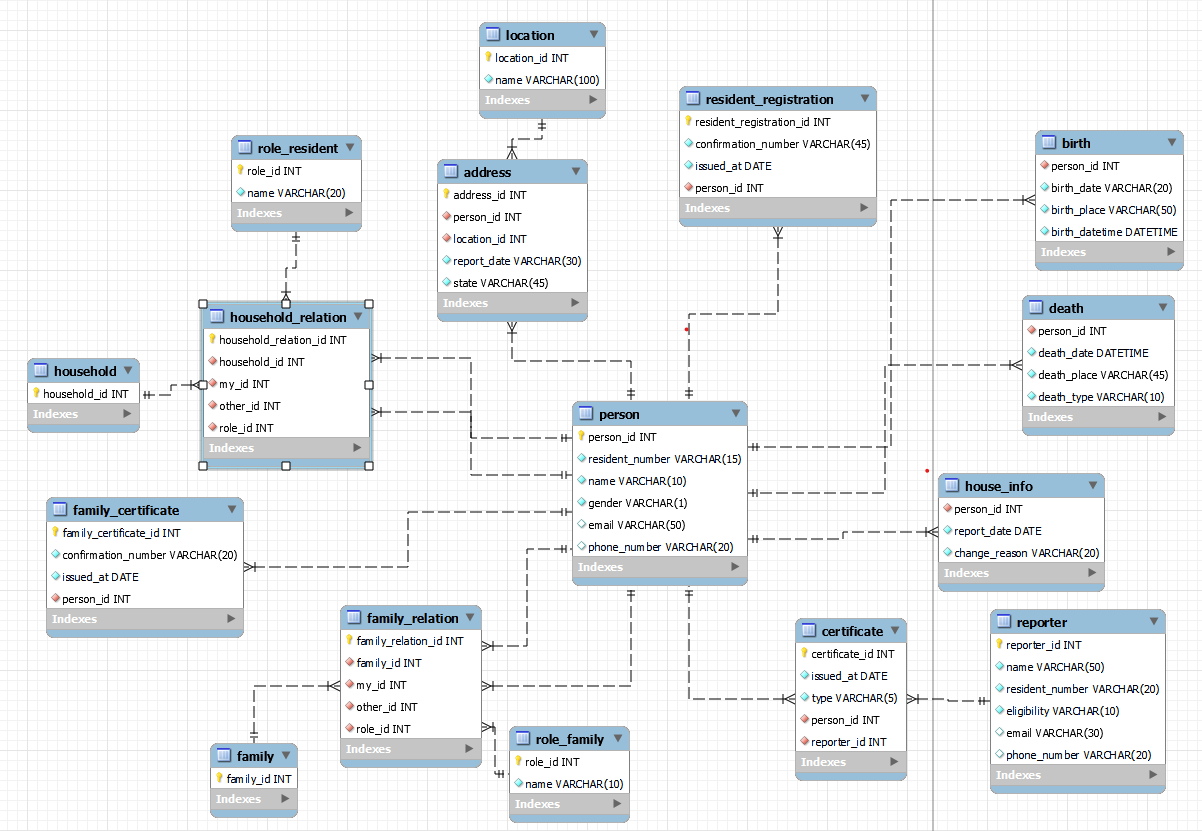 location
location_id INT
name VARCHAR(100)
Indexes
resident_registration
resident_registration_id INT
confirmation_number VARCHAR(45)
issued_at DATE
person_id INT
Indexes
role_resident
role_id INT
name VARCHAR(20)
Indexes
address
address_id INT
person_id INT
location_id INT
report_date VARCHAR(30)
state VARCHAR(45)
Indexes
birth
person_id INT
birth_date VARCHAR(20)
birth_place VARCHAR(50)
birth_datetime DATETIME
Indexes
household_relation
household_relation_id INT
household_id INT
my_id INT
other_id INT
role_id INT
Indexes
death
person_id INT
death_date DATETIME
death_place VARCHAR(45)
death_type VARCHAR(10)
Indexes
household
household_id INT
Indexes
person
person_id INT
resident_number VARCHAR(15)
name VARCHAR(10)
gender VARCHAR(1)
email VARCHAR(50)
phone_number VARCHAR(20)
Indexes
house_info
person_id INT
report_date DATE
change_reason VARCHAR(20)
Indexes
family_certificate
family_certificate_id INT
confirmation_number VARCHAR(20)
issued_at DATE
person_id INT
Indexes
family_relation
family_relation_id INT
family_id INT
my_id INT
other_id INT
role_id INT
Indexes
certificate
certificate_id INT
issued_at DATE
type VARCHAR(5)
person_id INT
reporter_id INT
Indexes
reporter
reporter_id INT
name VARCHAR(50)
resident_number VARCHAR(20)
eligibility VARCHAR(10)
email VARCHAR(30)
phone_number VARCHAR(20)
Indexes
family
family_id INT
Indexes
role_family
role_id INT
name VARCHAR(10)
Indexes